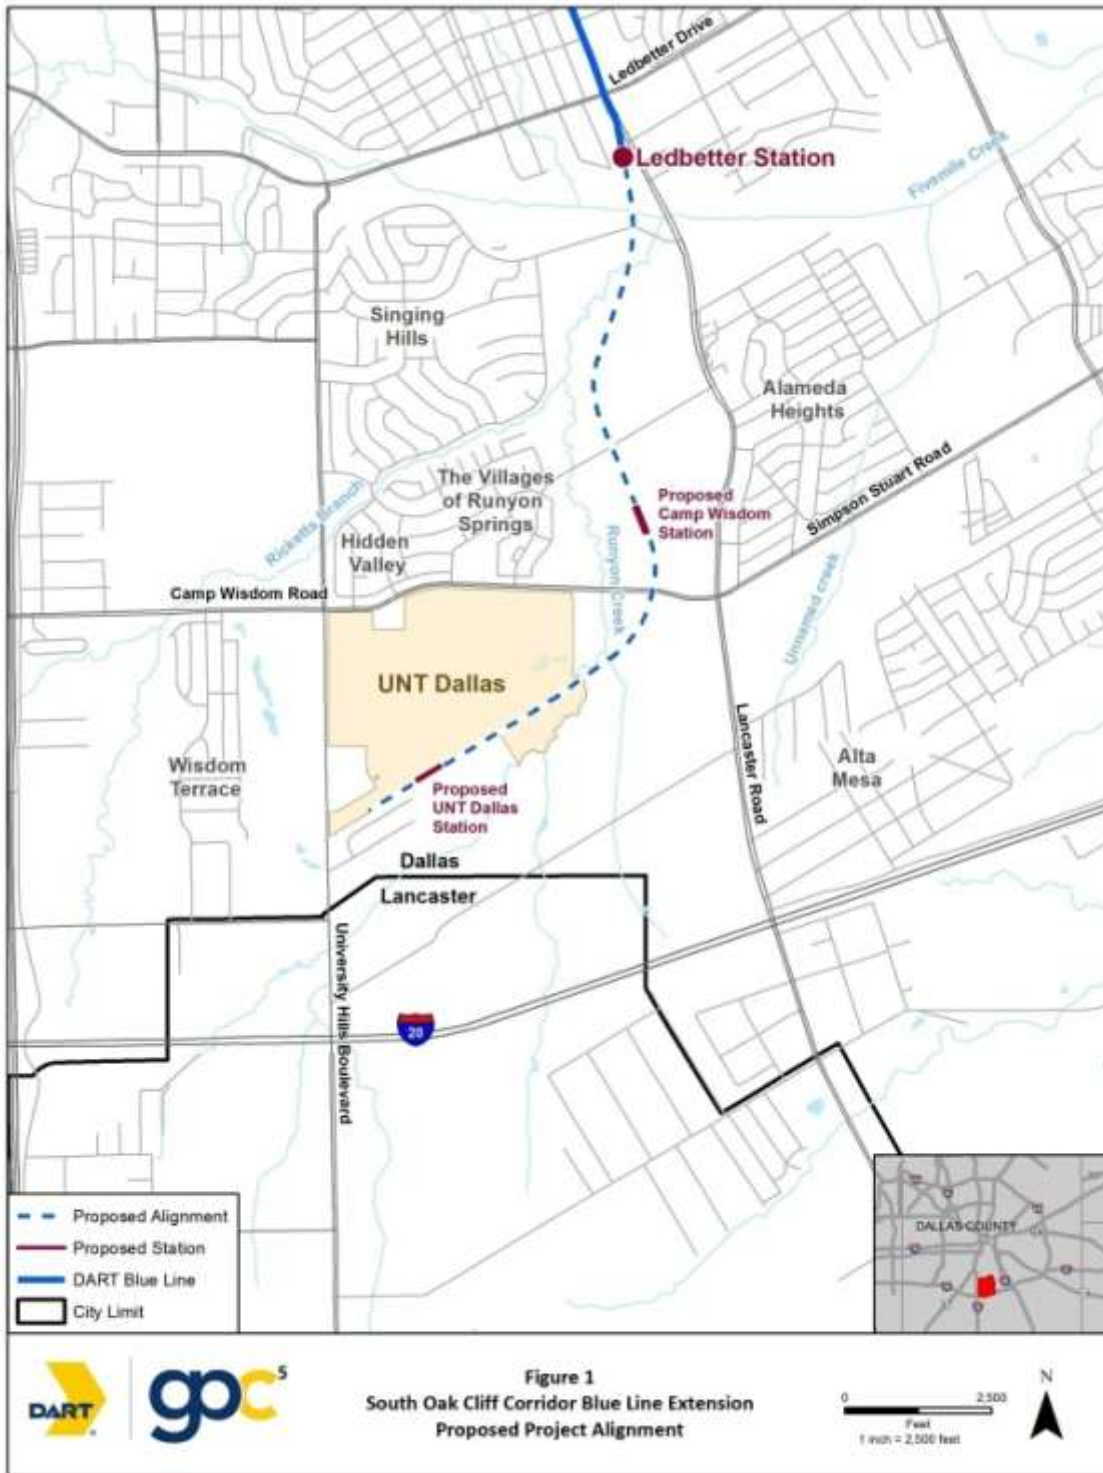 Ledbetter Drive
Ledbetter Station
Fivemile Creek
Singing
Hills
Alameda
Heights
The Villages
of Runyon
Springs
Proposed
Camp Wisdom
Station
Simpson Stuart Road
Ricketts Branch
Hidden
Valley
Runyon Creek
Unnamed creek
Camp Wisdom Road
UNT Dallas
Lancaster Road
Wisdom
Terrace
Alta
Mesa
Proposed
UNT Dallas
Station
Dallas
Lancaster
University Hills Boulevard
20
Proposed Alignment
Proposed Station
DART Blue Line
City Limit
DALLAS COUNTY
DART
gpc5
Figure 1
South Oak Cliff Corridor Blue Line Extension
Proposed Project Alignment
0 2,500
Feet
1 inch = 2,500 feet
N